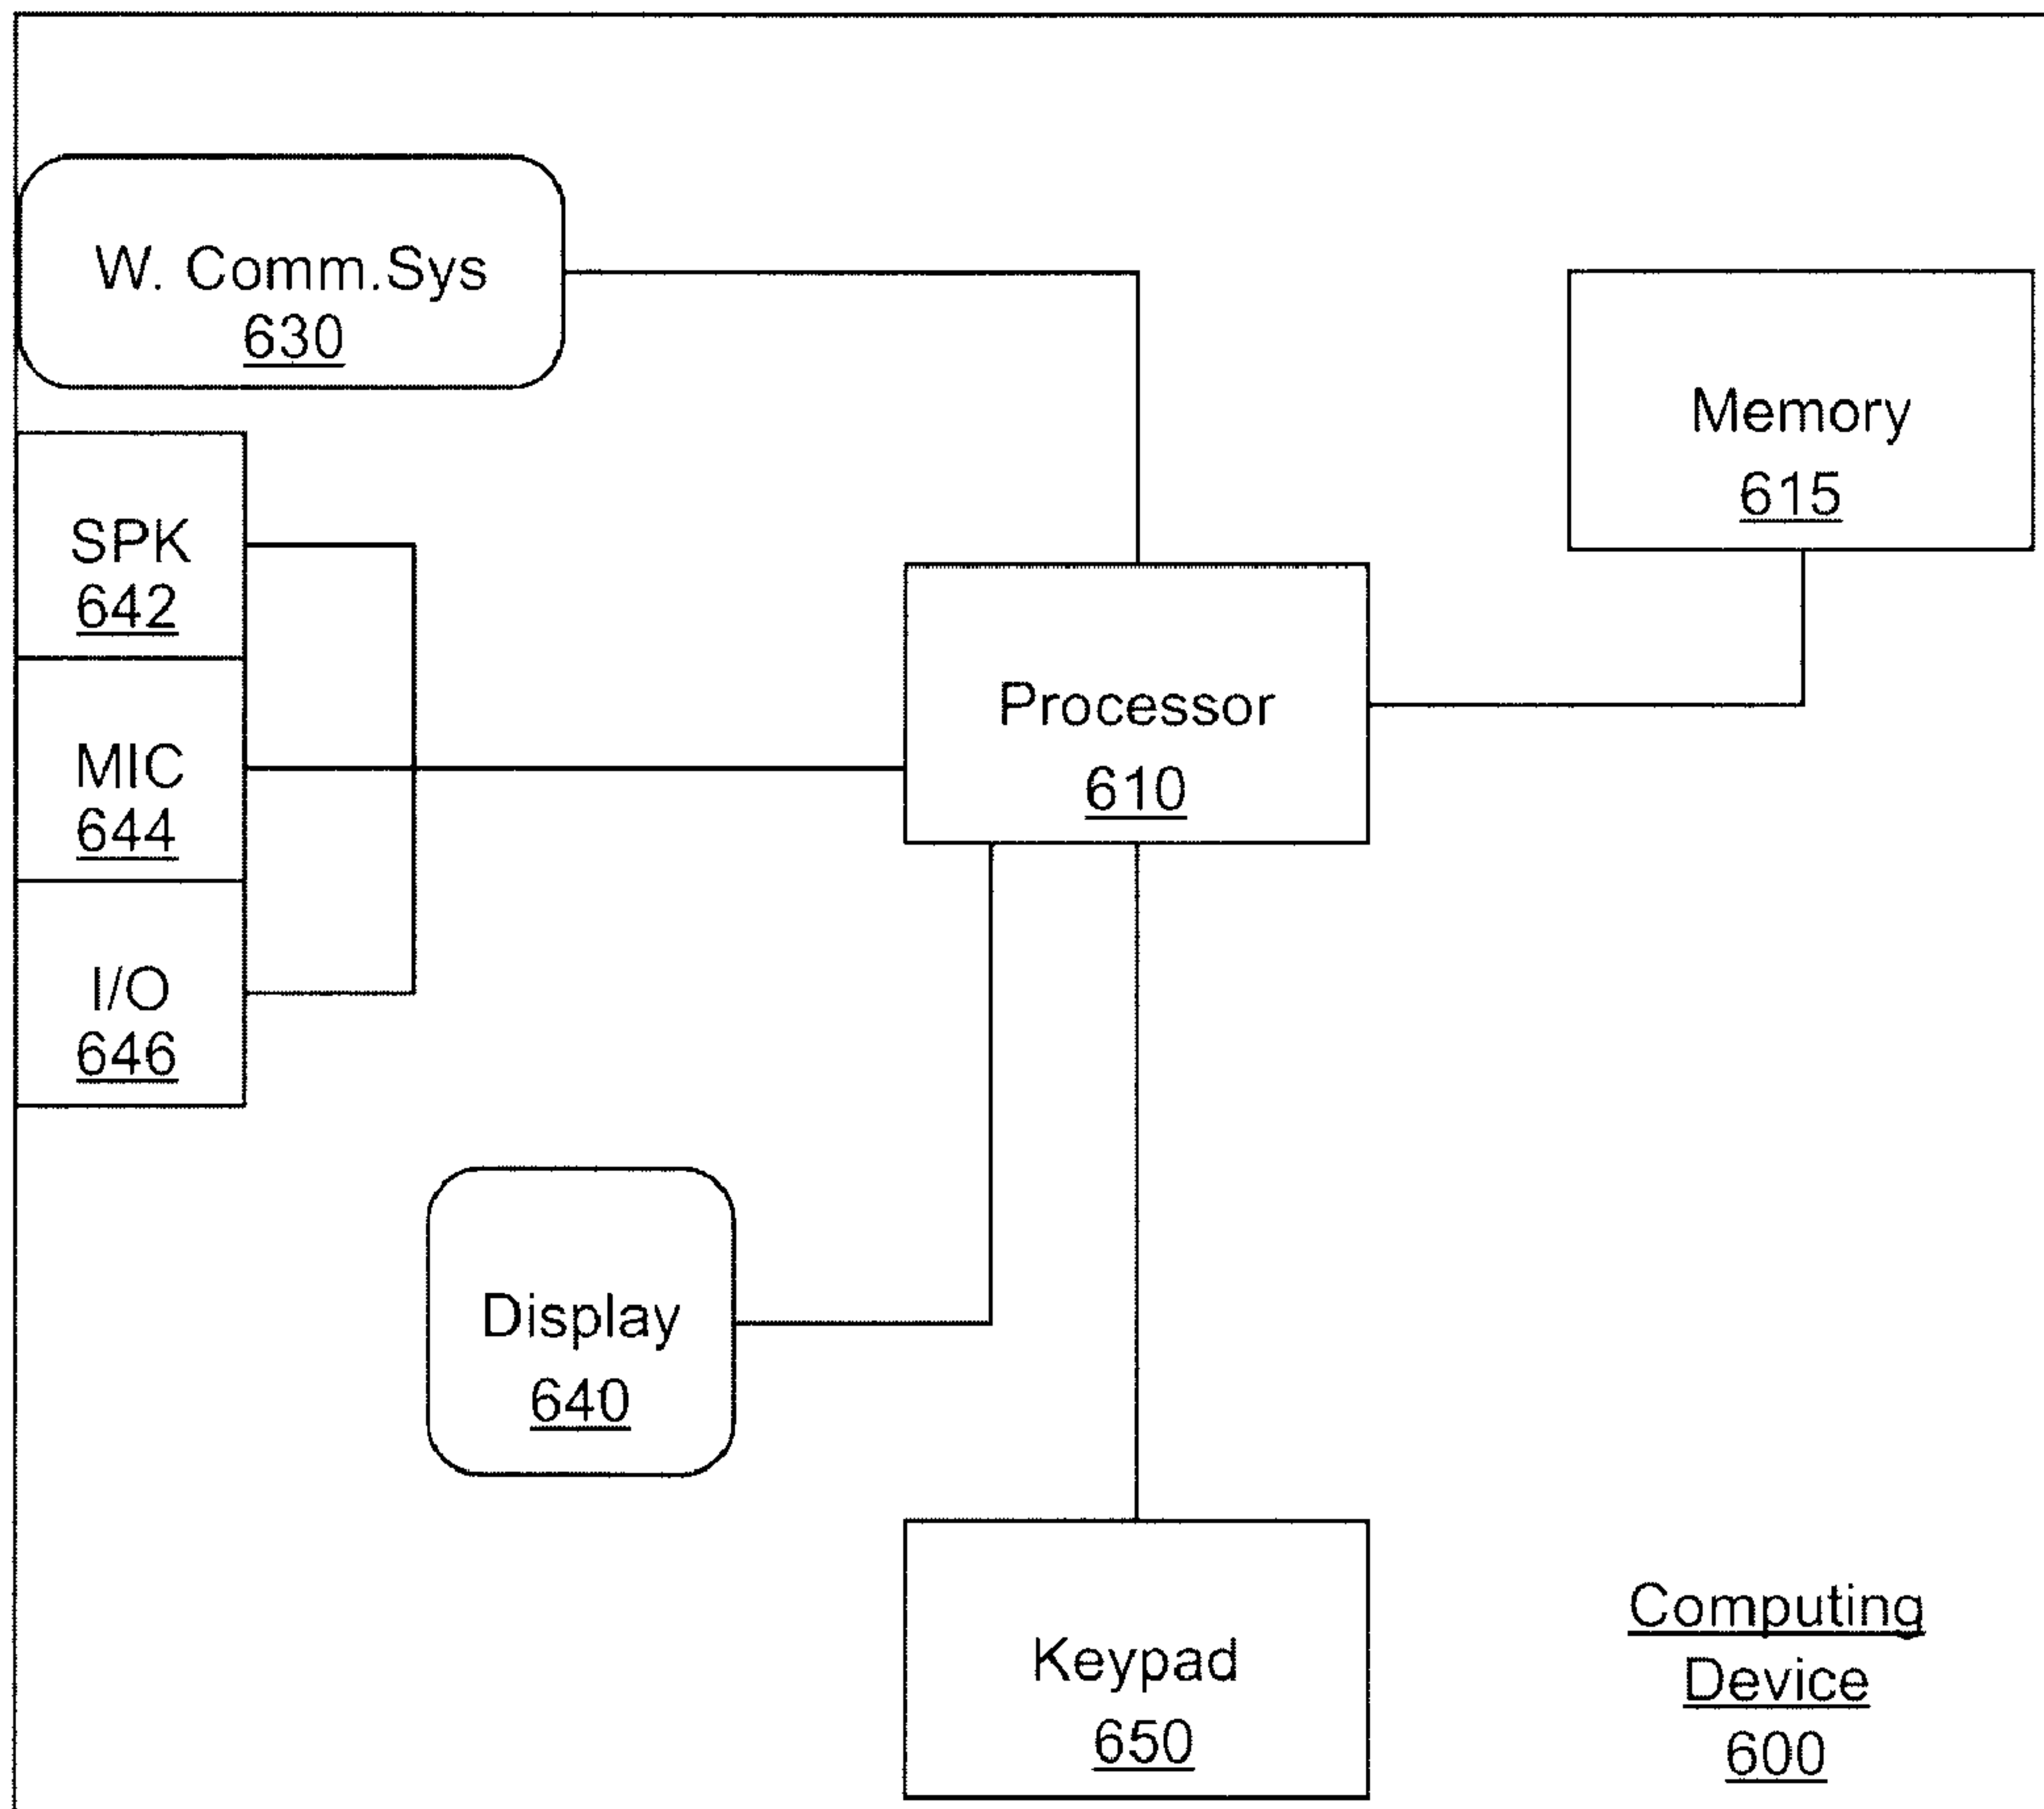 W. Comm.Sys
630
Memory
615
SPK
642
Processor
610
MIC
644
I/O
646
Display
640
Keypad
650
Computing
Device
600